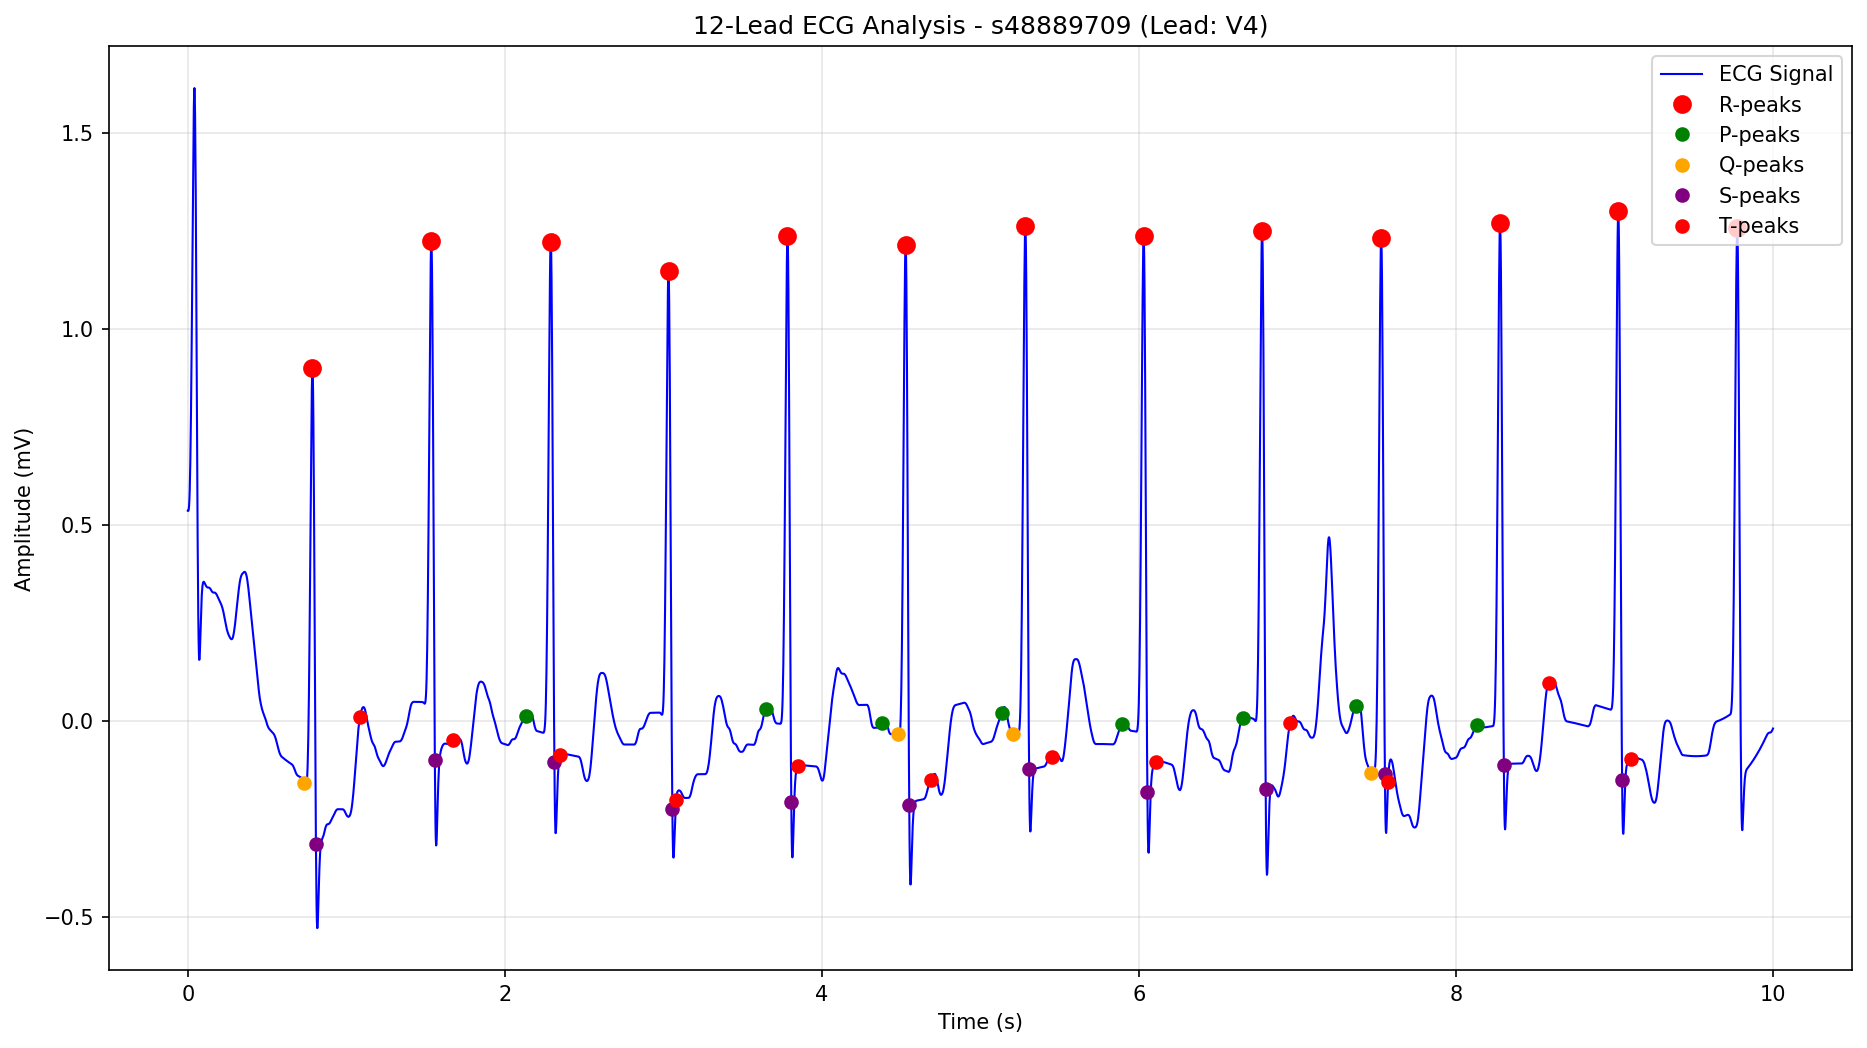 12-Lead ECG Analysis - s48889709 (Lead: V4)
ECG Signal
R-peaks
P-peaks
Q-peaks
S-peaks
T-peaks
1.5
1.0
0.5
0.0
−0.5
Amplitude (mV)
0 2 4 6 8 10
Time (s)